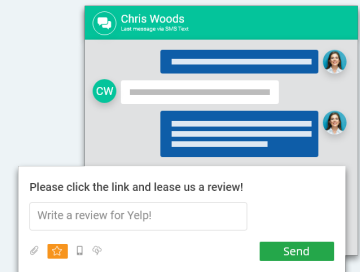 Chris Woods
Last message via SMS Text
CW
Please click the link and lease us a review!
Write a review for Yelp!
Send